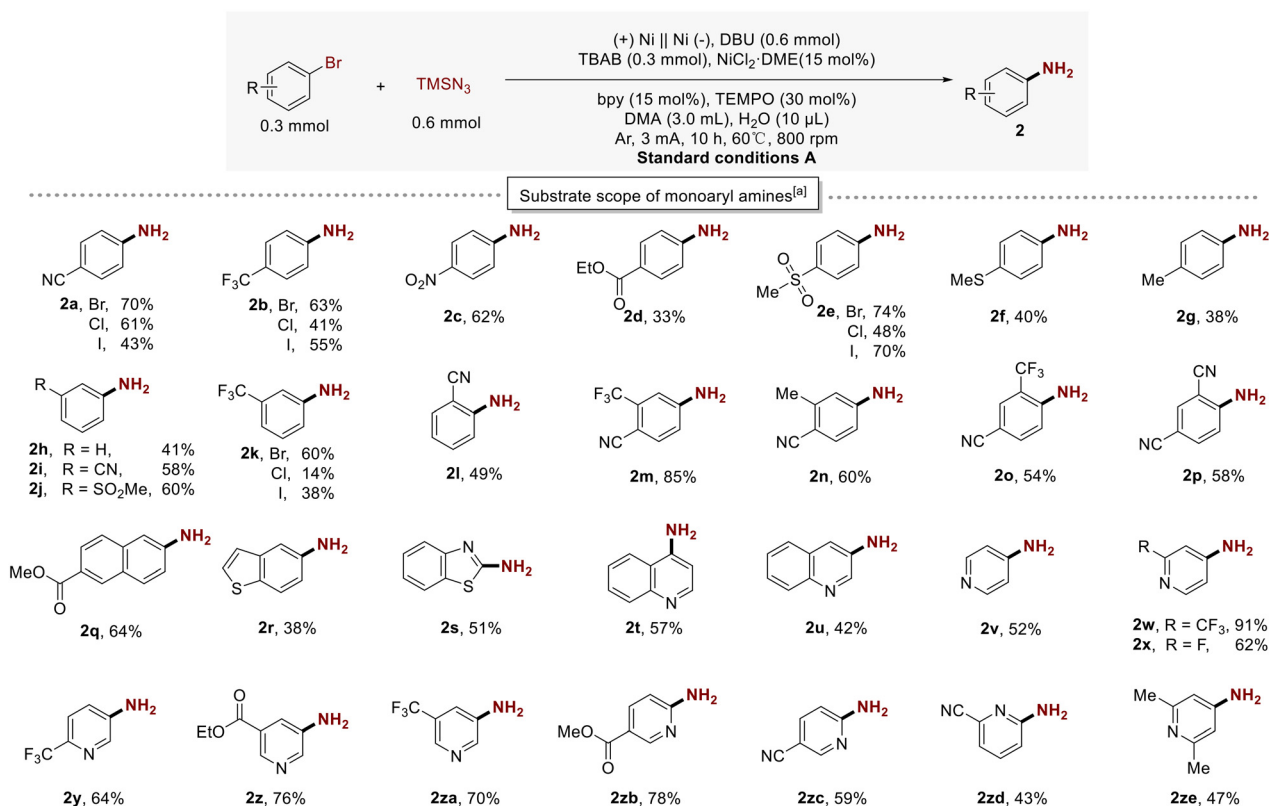 (+) Ni || Ni (-), DBU (0.6 mmol)
TBAB (0.3 mmol), NiCl₂·DME(15 mol%)
R
Br
+
TMSN₃
0.3 mmol
0.6 mmol
bpy (15 mol%), TEMPO (30 mol%)
DMA (3.0 mL), H₂O (10 µL)
Ar, 3 mA, 10 h, 60℃, 800 rpm
Standard conditions A
R
NH₂
2
Substrate scope of monoaryl amines[a]
NH₂
NC
2a, Br, 70%
Cl, 61%
I, 43%
NH₂
F₃C
2b, Br, 63%
Cl, 41%
I, 55%
NH₂
O₂N
2c, 62%
NH₂
EtO
O
2d, 33%
NH₂
S
O
O
Me
2e, Br, 74%
Cl, 48%
I, 70%
NH₂
MeS
2f, 40%
NH₂
Me
2g, 38%
R
NH₂
2h R = H, 41%
2i R = CN, 58%
2j R = SO₂Me, 60%
F₃C
NH₂
2k Br, 60%
Cl, 14%
I, 38%
CN
NH₂
2l, 49%
F₃C
NH₂
NC
2m, 85%
Me
NH₂
NC
2n, 60%
CF₃
NH₂
NC
2o, 54%
CN
NH₂
NC
2p, 58%
NH₂
MeO
O
2q, 64%
NH₂
S
2r, 38%
N
NH₂
S
2s, 51%
NH₂
N
2t, 57%
NH₂
N
2u, 42%
NH₂
N
2v, 52%
R
NH₂
N
2w, R = CF₃, 91%
2x, R = F, 62%
NH₂
F₃C
N
2y, 64%
O
EtO
NH₂
N
2z, 76%
F₃C
NH₂
N
2za, 70%
NH₂
MeO
N
O
2zb, 78%
NH₂
NC
N
2zc, 59%
NC
N
NH₂
2zd, 43%
Me
NH₂
N
Me
2ze, 47%